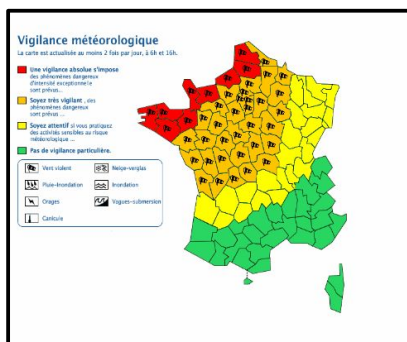 Vigilance météorologique
La carte est actualisée au moins 2 fois par jour, à 6h et 16h.
Une vigilance absolue s'impose
des phénomènes dangereux
d'intensité exceptionnelle
sont prévus ...
Soyez très vigilant, des
phénomènes dangereux
sont prévus ...
Soyez attentif si vous pratiquez
des activités sensibles au risque
météorologique ...
Pas de vigilance particulière.
Vent violent
Neige-verglas
Pluie-Inondation
Inondation
Orages
Vagues-submersion
Canicule